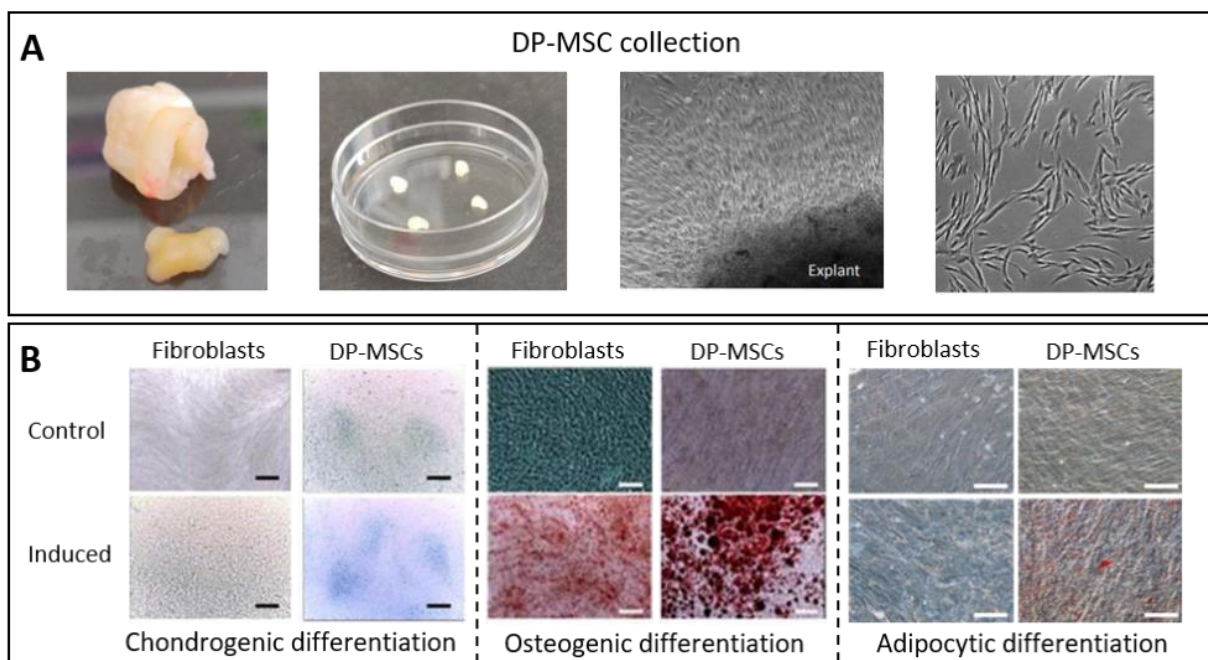 A
DP-MSC collection
Explant
B
Fibroblasts DP-MSCs Fibroblasts DP-MSCs Fibroblasts DP-MSCs
Control
Induced
Chondrogenic differentiation Osteogenic differentiation Adipocytic differentiation